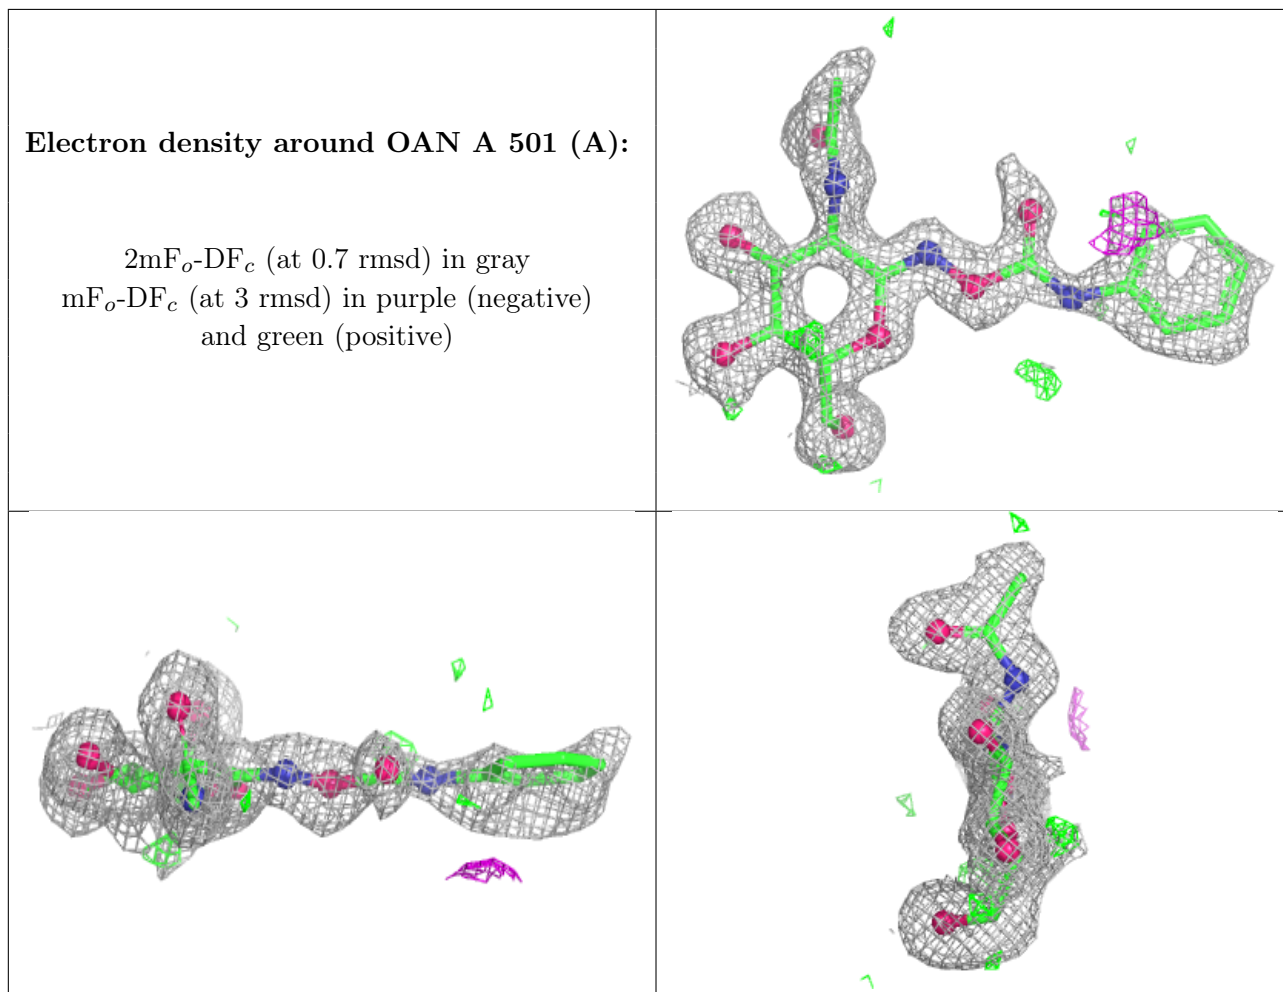 Electron density around OAN A 501 (A):
2mFₒ-DF𝒸 (at 0.7 rmsd) in gray
mFₒ-DF𝒸 (at 3 rmsd) in purple (negative)
and green (positive)